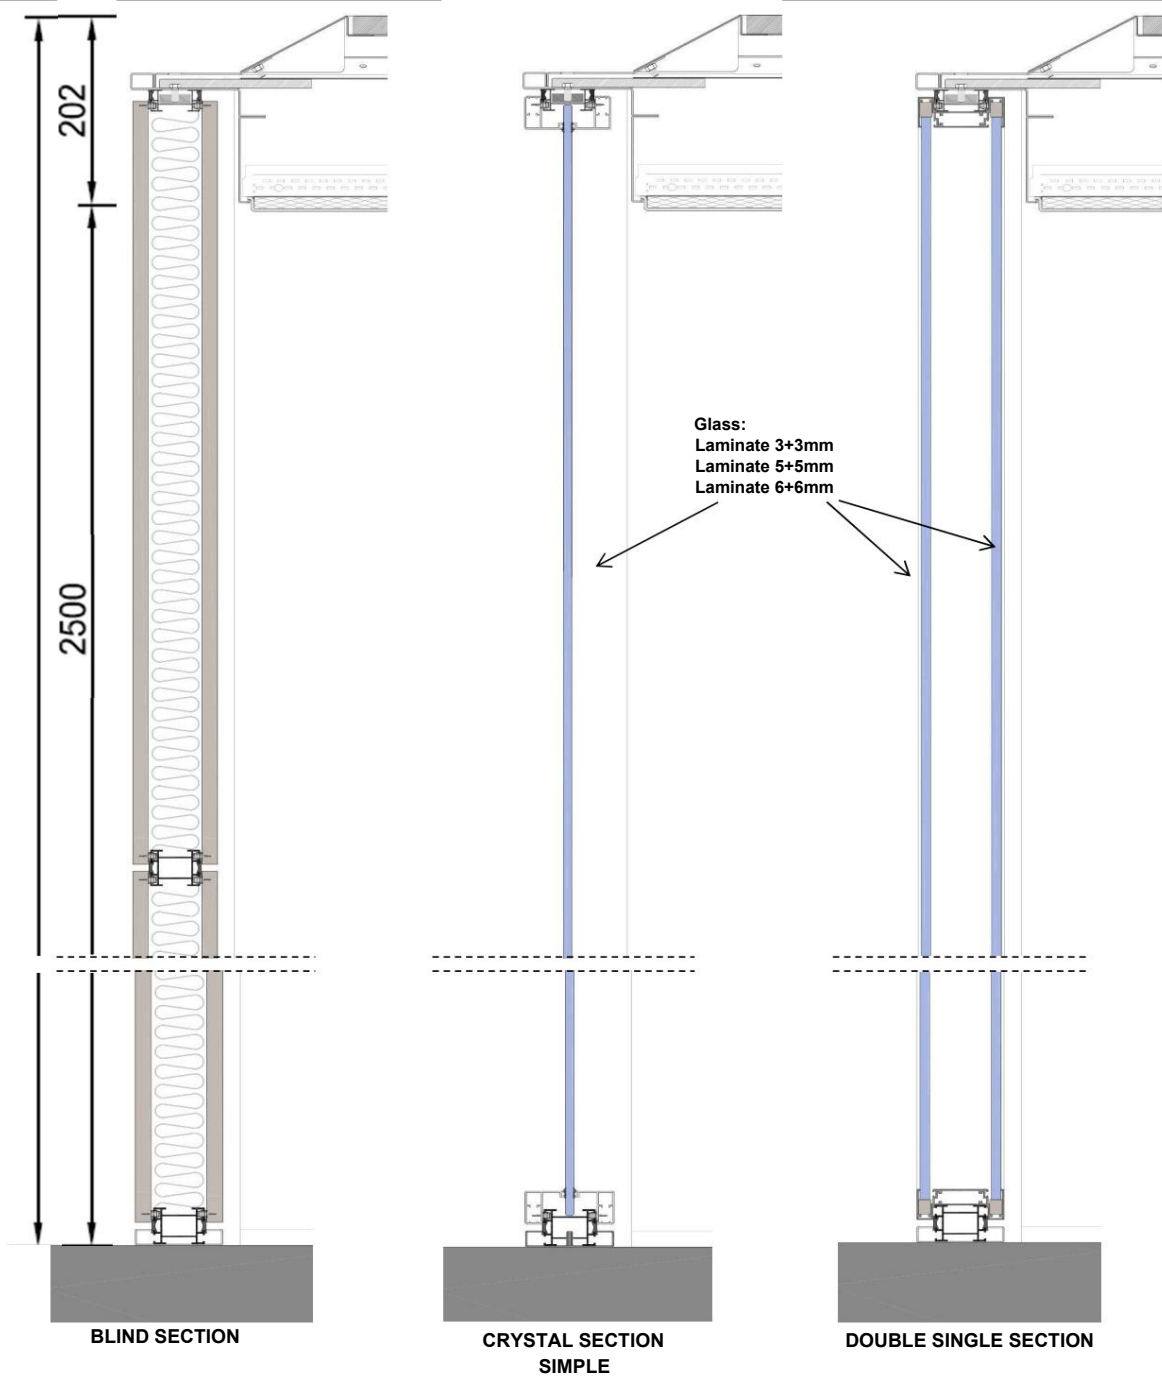 202
2500
Glass:
Laminate 3+3mm
Laminate 5+5mm
Laminate 6+6mm
BLIND SECTION
CRYSTAL SECTION
SIMPLE
DOUBLE SINGLE SECTION